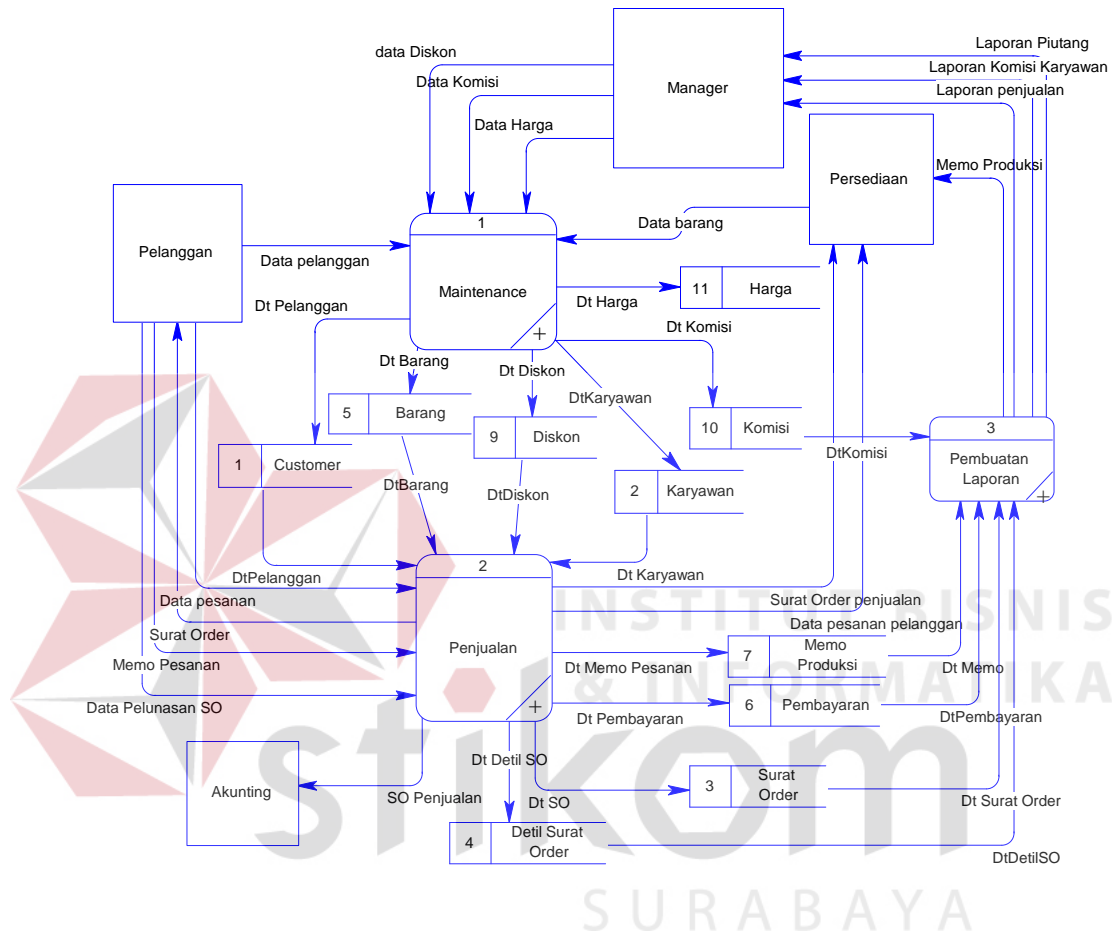 data Diskon
Laporan Piutang
Laporan Komisi Karyawan
Data Komisi
Manager
Laporan penjualan
Data Harga
Memo Produksi
Persediaan
1
Data barang
Pelanggan
Data pelanggan
Maintenance
11
Harga
Dt Harga
Dt Pelanggan
Dt Komisi
Dt Barang
Dt Diskon
DtKaryawan
5
Barang
9
Diskon
10
Komisi
3
DtKomisi
Pembuatan
Laporan
1
Customer
DtBarang
DtDiskon
2
Karyawan
2
DtPelanggan
Dt Karyawan
Data pesanan
Surat Order penjualan
INSTITUT BISNIS
Data pesanan pelanggan
Surat Order
Penjualan
7
Memo
Produksi
Memo Pesanan
Dt Memo Pesanan
Dt Memo
& INFORMATIKA
Data Pelunasan SO
6
Pembayaran
Dt Pembayaran
DtPembayaran
stikom
Dt Detil SO
Akunting
SO Penjualan
Dt SO
3
Surat
Order
Dt Surat Order
4
Detil Surat
Order
DtDetilSO
SURABAYA